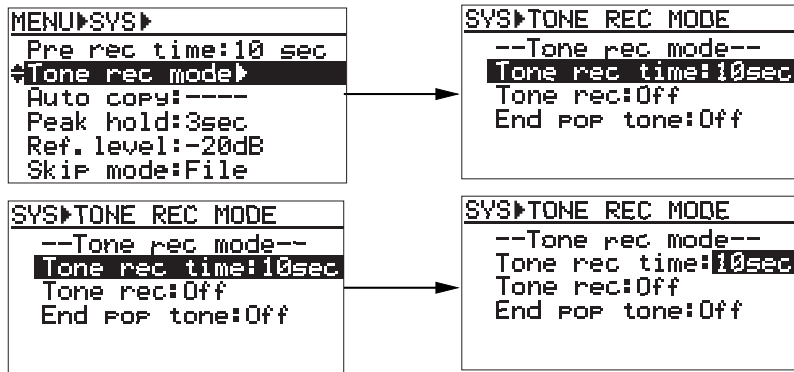 MENU▶SYS▶
Pre rec time:10 sec
Tone rec mode▶
Auto copy:----
Peak hold:3sec
Ref.level:-20dB
Skip mode:File
SYS▶TONE REC MODE
--Tone rec mode--
Tone rec time:10sec
Tone rec:Off
End pop tone:Off
SYS▶TONE REC MODE
--Tone rec mode--
Tone rec time:10sec
Tone rec:Off
End pop tone:Off
SYS▶TONE REC MODE
--Tone rec mode--
Tone rec time:10sec
Tone rec:Off
End pop tone:Off